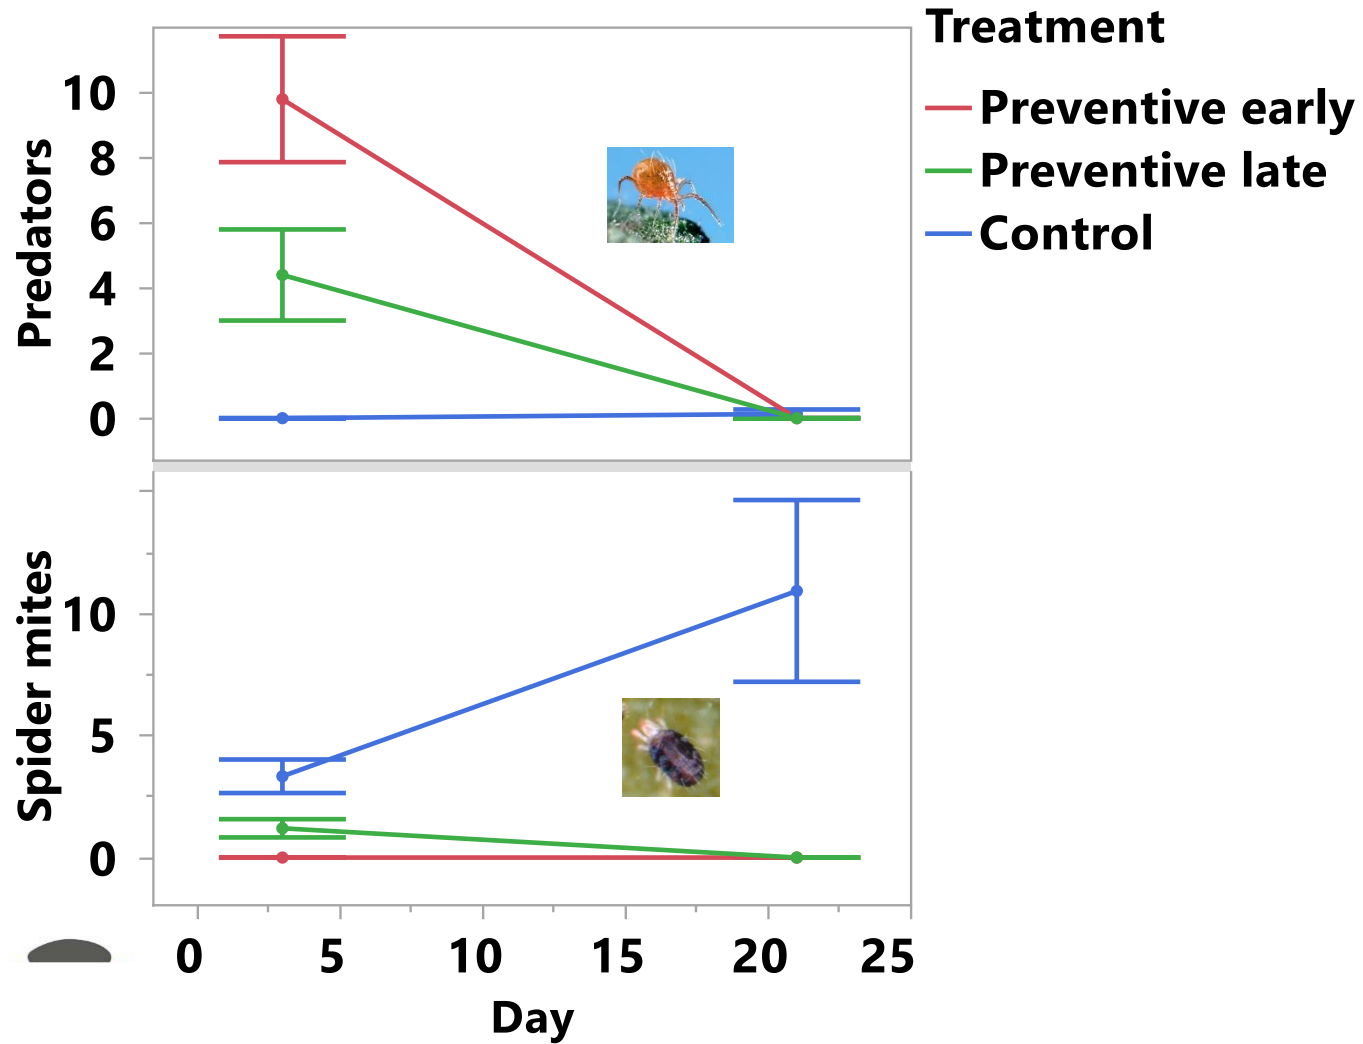 Treatment
Preventive early
Preventive late
Control
Predators
10
8
6
4
2
0
Spider mites
10
5
0
0 5 10 15 20 25
Day